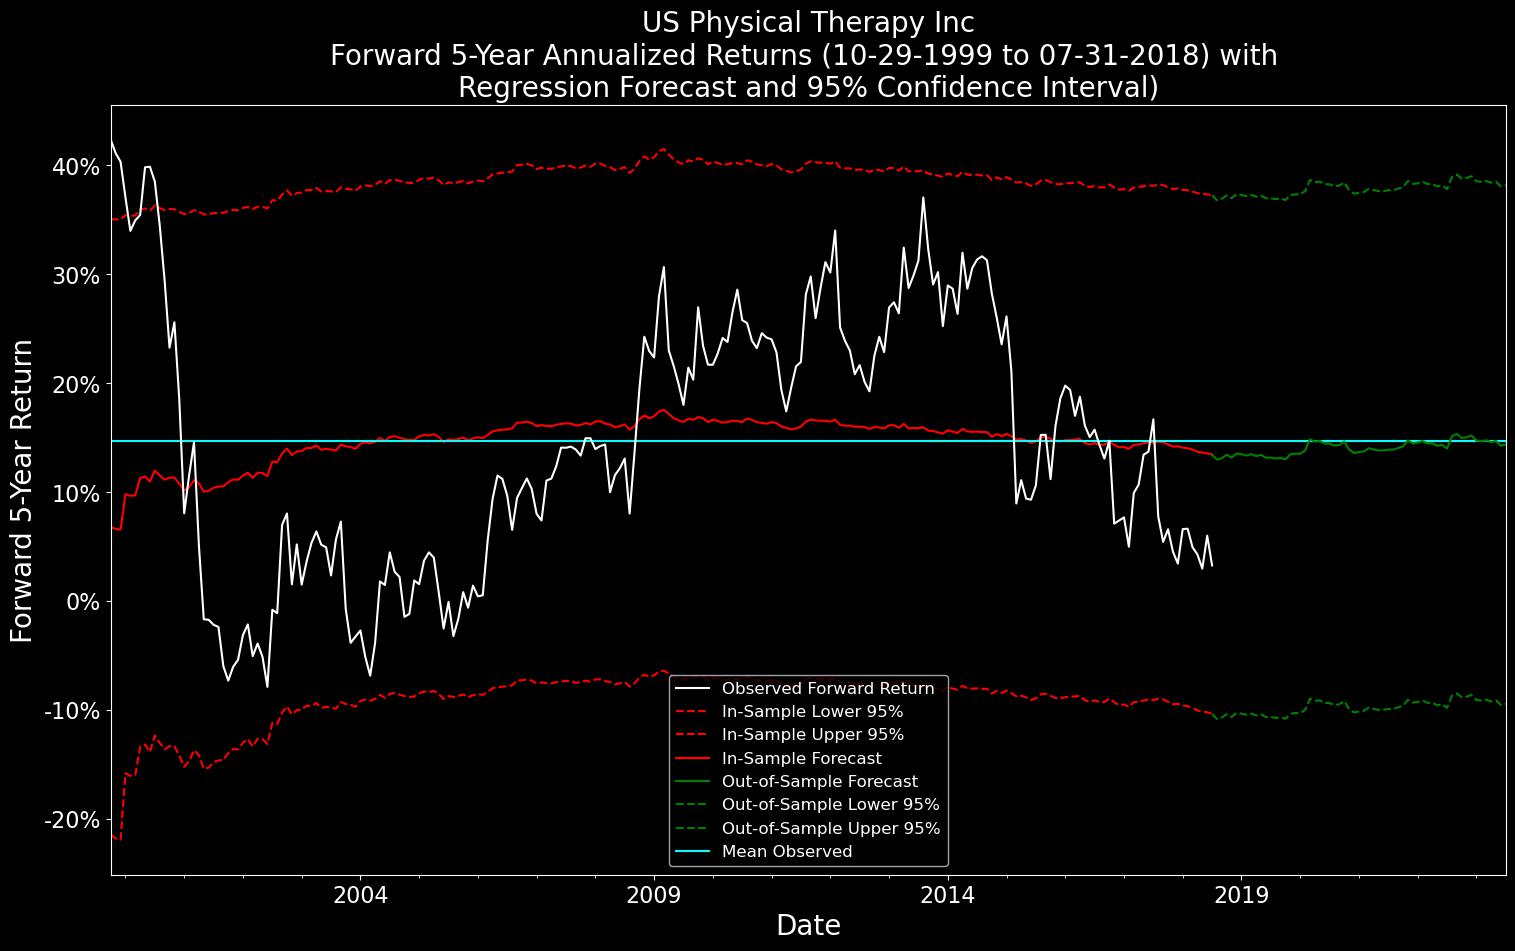 US Physical Therapy Inc
Forward 5-Year Annualized Returns (10-29-1999 to 07-31-2018) with
Regression Forecast and 95% Confidence Interval)
Forward 5-Year Return
40%
30%
20%
10%
0%
-10%
-20%
Observed Forward Return
In-Sample Lower 95%
In-Sample Upper 95%
In-Sample Forecast
Out-of-Sample Forecast
Out-of-Sample Lower 95%
Out-of-Sample Upper 95%
Mean Observed
2004 2009 2014 2019
Date